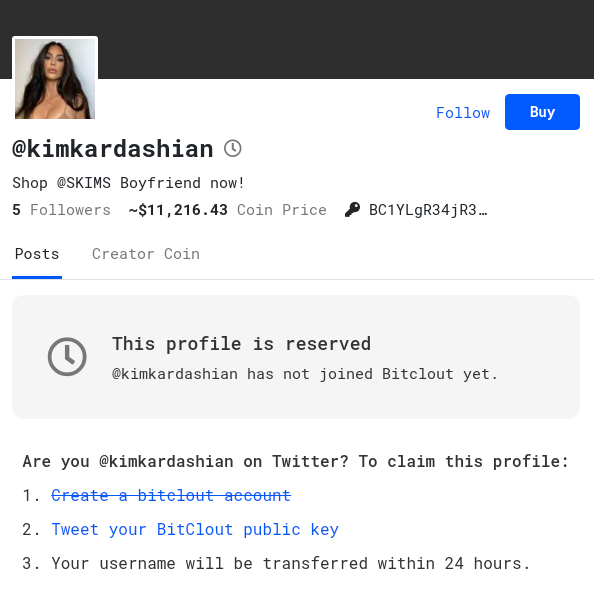 Follow
Buy
@kimkardashian
Shop @SKIMS Boyfriend now!
5 Followers ~$11,216.43 Coin Price BC1YLgR34jR3…
Posts Creator Coin
This profile is reserved
@kimkardashian has not joined Bitclout yet.
Are you @kimkardashian on Twitter? To claim this profile:
1. Create a bitclout account
2. Tweet your BitClout public key
3. Your username will be transferred within 24 hours.